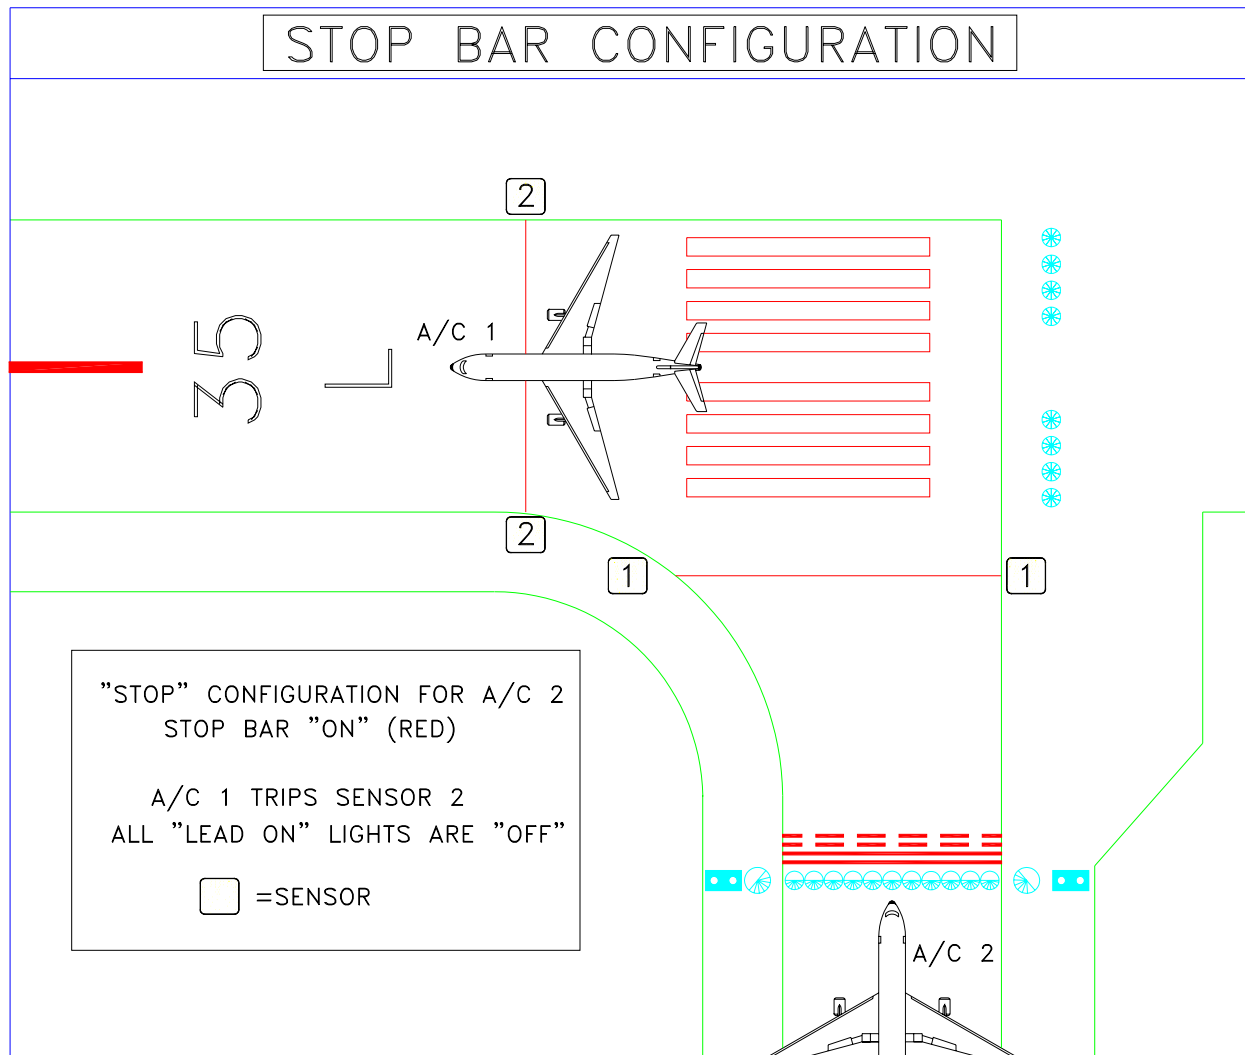 STOP BAR CONFIGURATION
2
A/C 1
35
L
2
1
1
”STOP” CONFIGURATION FOR A/C 2
STOP BAR ”ON” (RED)
A/C 1 TRIPS SENSOR 2
ALL ”LEAD ON” LIGHTS ARE ”OFF”
=SENSOR
A/C 2